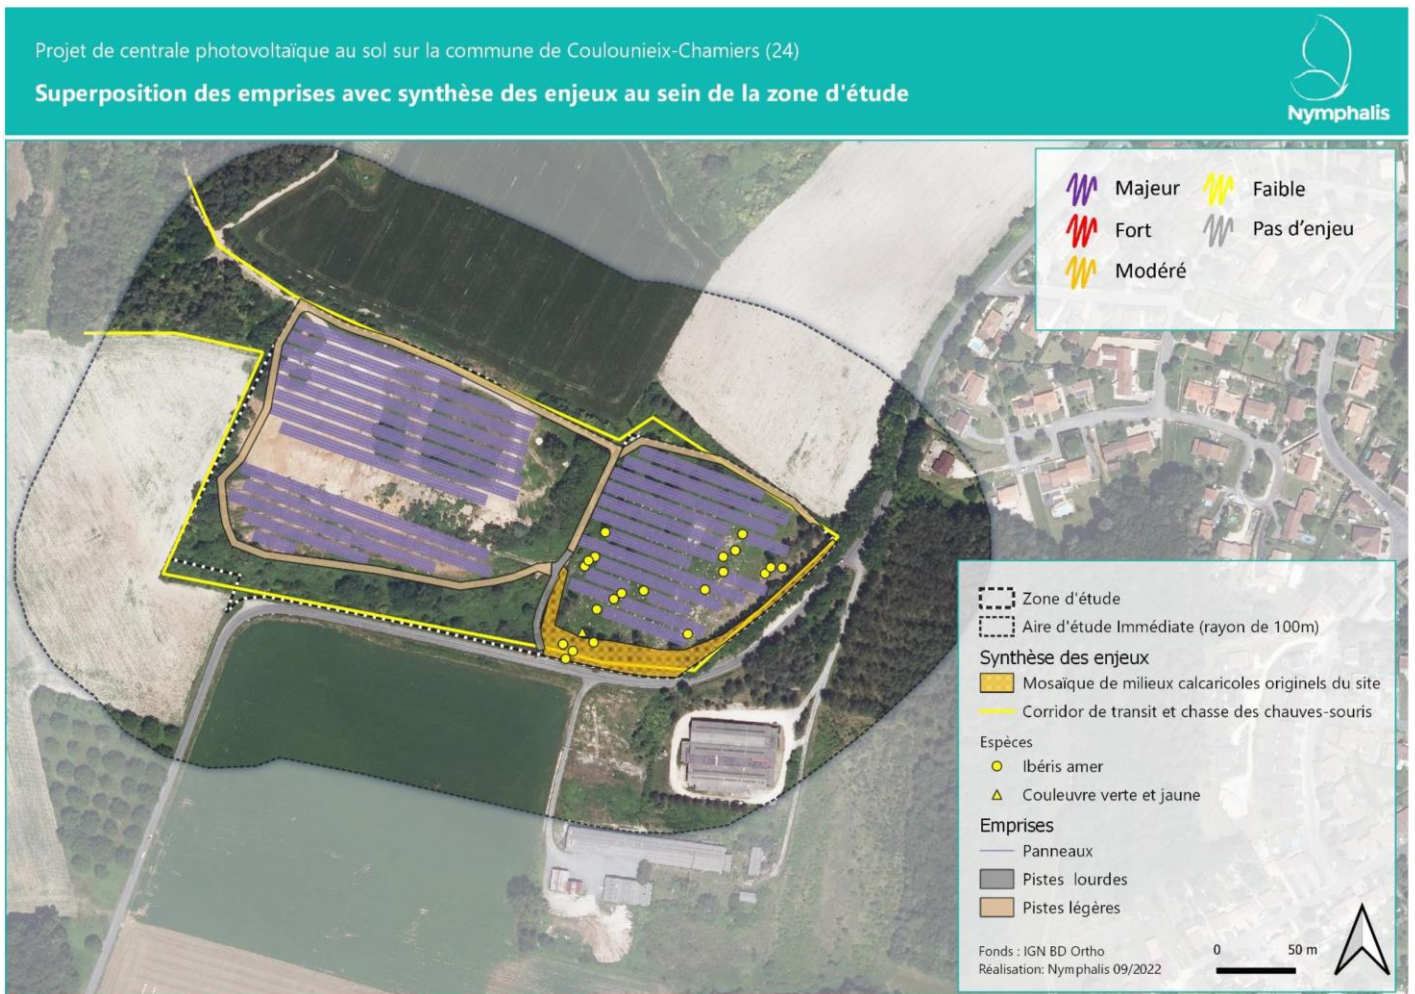 Projet de centrale photovoltaïque au sol sur la commune de Coulounieix-Chamiers (24)
Superposition des emprises avec synthèse des enjeux au sein de la zone d'étude
Nymphalis
Majeur
Faible
Fort
Pas d'enjeu
Modéré
Zone d'étude
Aire d'étude Immédiate (rayon de 100m)
Synthèse des enjeux
Mosaïque de milieux calcaricoles originels du site
Corridor de transit et chasse des chauves-souris
Espèces
Ibéris amer
Couleuvre verte et jaune
Emprises
Panneaux
Pistes lourdes
Pistes légères
Fonds : IGN BD Ortho
Réalisation: Nymphalis 09/2022
0 50 m